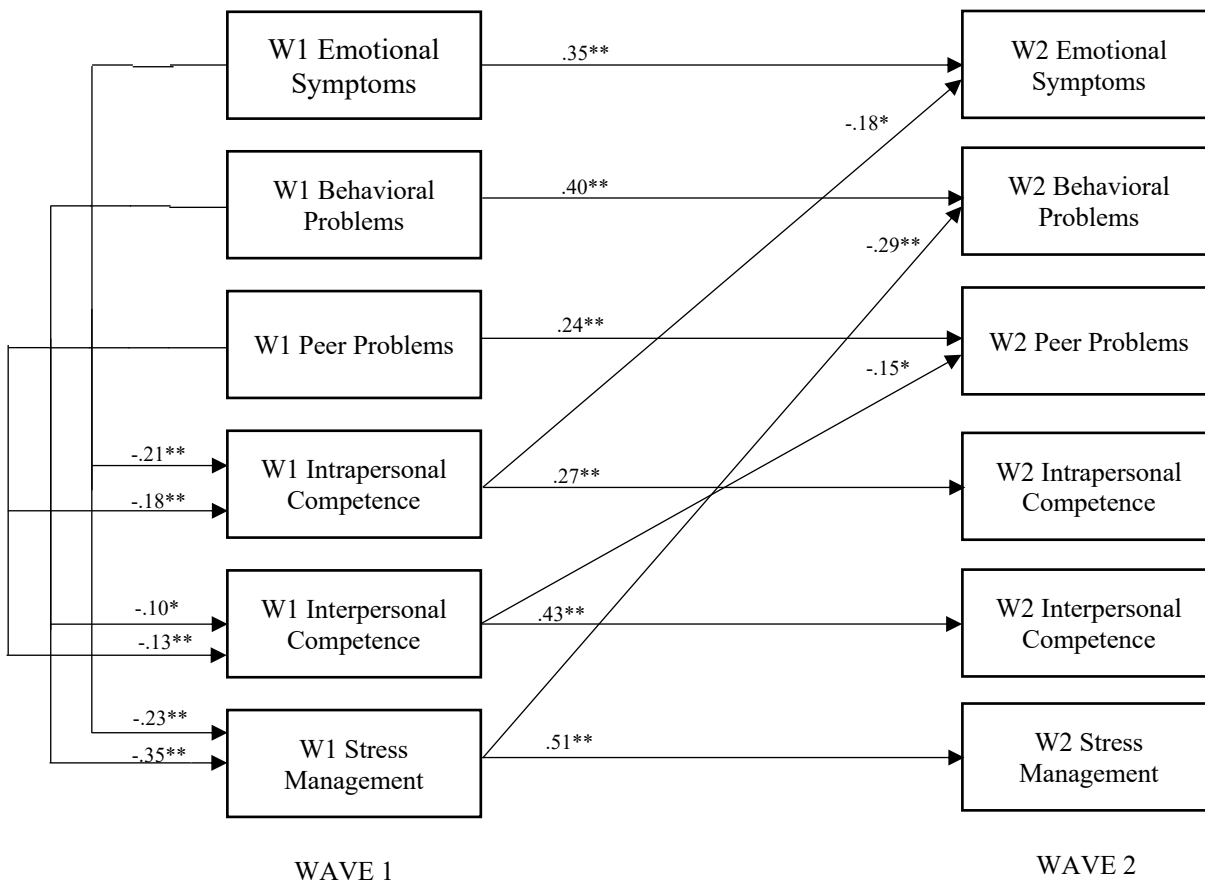 W1 Emotional
Symptoms
.35**
W2 Emotional
Symptoms
-.18*
W1 Behavioral
Problems
.40**
W2 Behavioral
Problems
-.29**
W1 Peer Problems
.24**
W2 Peer Problems
-.15*
-.21**
-.18**
W1 Intrapersonal
Competence
.27**
W2 Intrapersonal
Competence
-.10*
-.13**
W1 Interpersonal
Competence
.43**
W2 Interpersonal
Competence
-.23**
-.35**
W1 Stress
Management
.51**
W2 Stress
Management
WAVE 1
WAVE 2